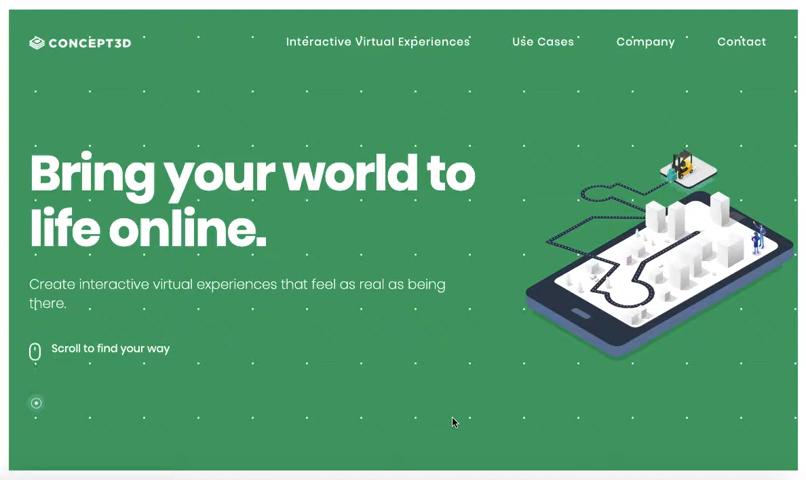 CONCEPT3D
Interactive Virtual Experiences
Use Cases
Company
Contact
Bring your world to
life online.
Create interactive virtual experiences that feel as real as being
there.
Scroll to find your way